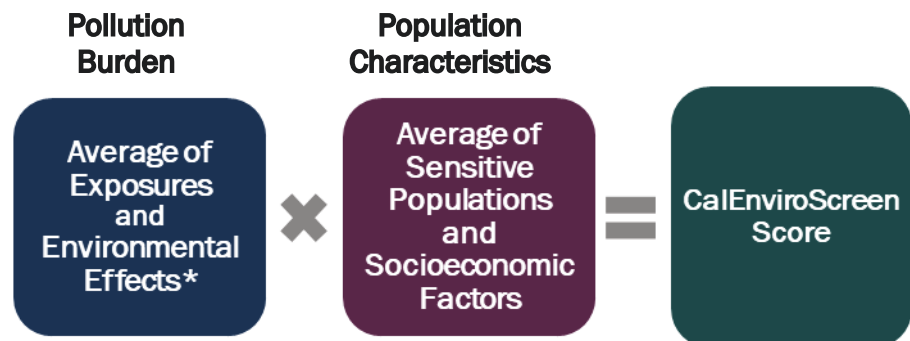 Pollution
Burden
Population
Characteristics
Average of
Exposures
and
Environmental
Effects*
×
Average of
Sensitive
Populations
and
Socioeconomic
Factors
=
CalEnviroScreen
Score